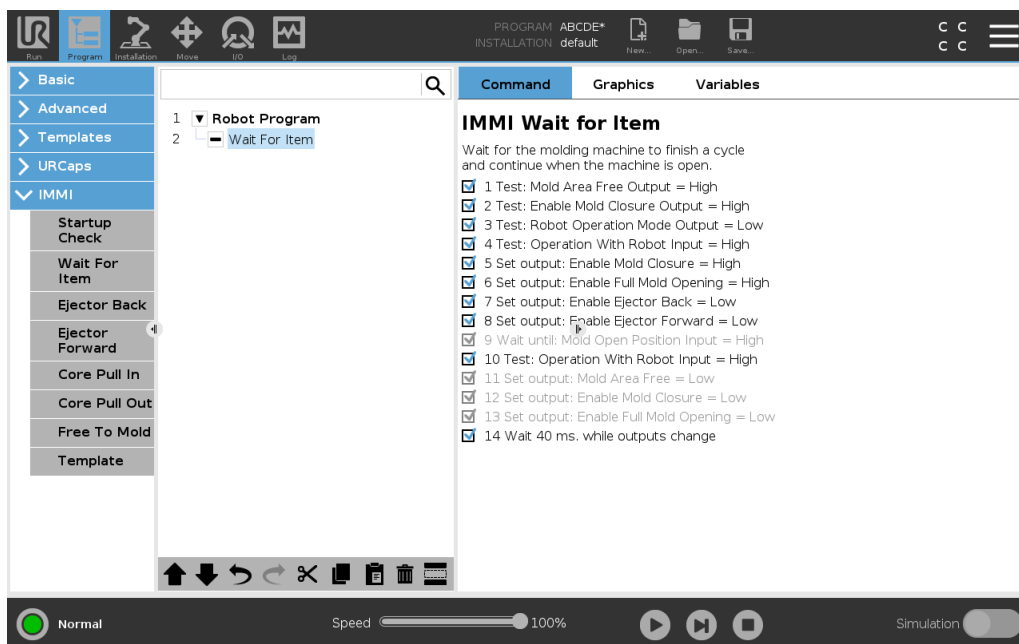 UR
Run
Program
Installation
Move
I/O
Log
PROGRAM ABCDE*
INSTALLATION default
New...
Open...
Save...
C C
C C
Basic
Advanced
Templates
URCaps
IMMI
Startup
Check
Wait For
Item
Ejector Back
Ejector
Forward
Core Pull In
Core Pull Out
Free To Mold
Template
1 Robot Program
2 Wait For Item
Command Graphics Variables
IMMI Wait for Item
Wait for the molding machine to finish a cycle
and continue when the machine is open.
1 Test: Mold Area Free Output = High
2 Test: Enable Mold Closure Output = High
3 Test: Robot Operation Mode Output = Low
4 Test: Operation With Robot Input = High
5 Set output: Enable Mold Closure = High
6 Set output: Enable Full Mold Opening = High
7 Set output: Enable Ejector Back = Low
8 Set output: Enable Ejector Forward = Low
9 Wait until: Mold Open Position Input = High
10 Test: Operation With Robot Input = High
11 Set output: Mold Area Free = Low
12 Set output: Enable Mold Closure = Low
13 Set output: Enable Full Mold Opening = Low
14 Wait 40 ms. while outputs change
Normal
Speed 100%
Simulation